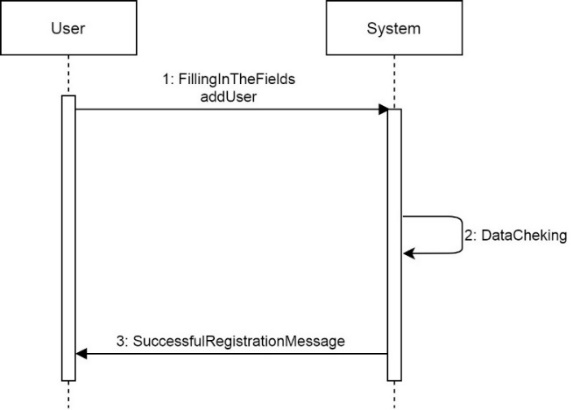 User
System
1: FillingInTheFields
addUser
2: DataCheking
3: SuccessfulRegistrationMessage